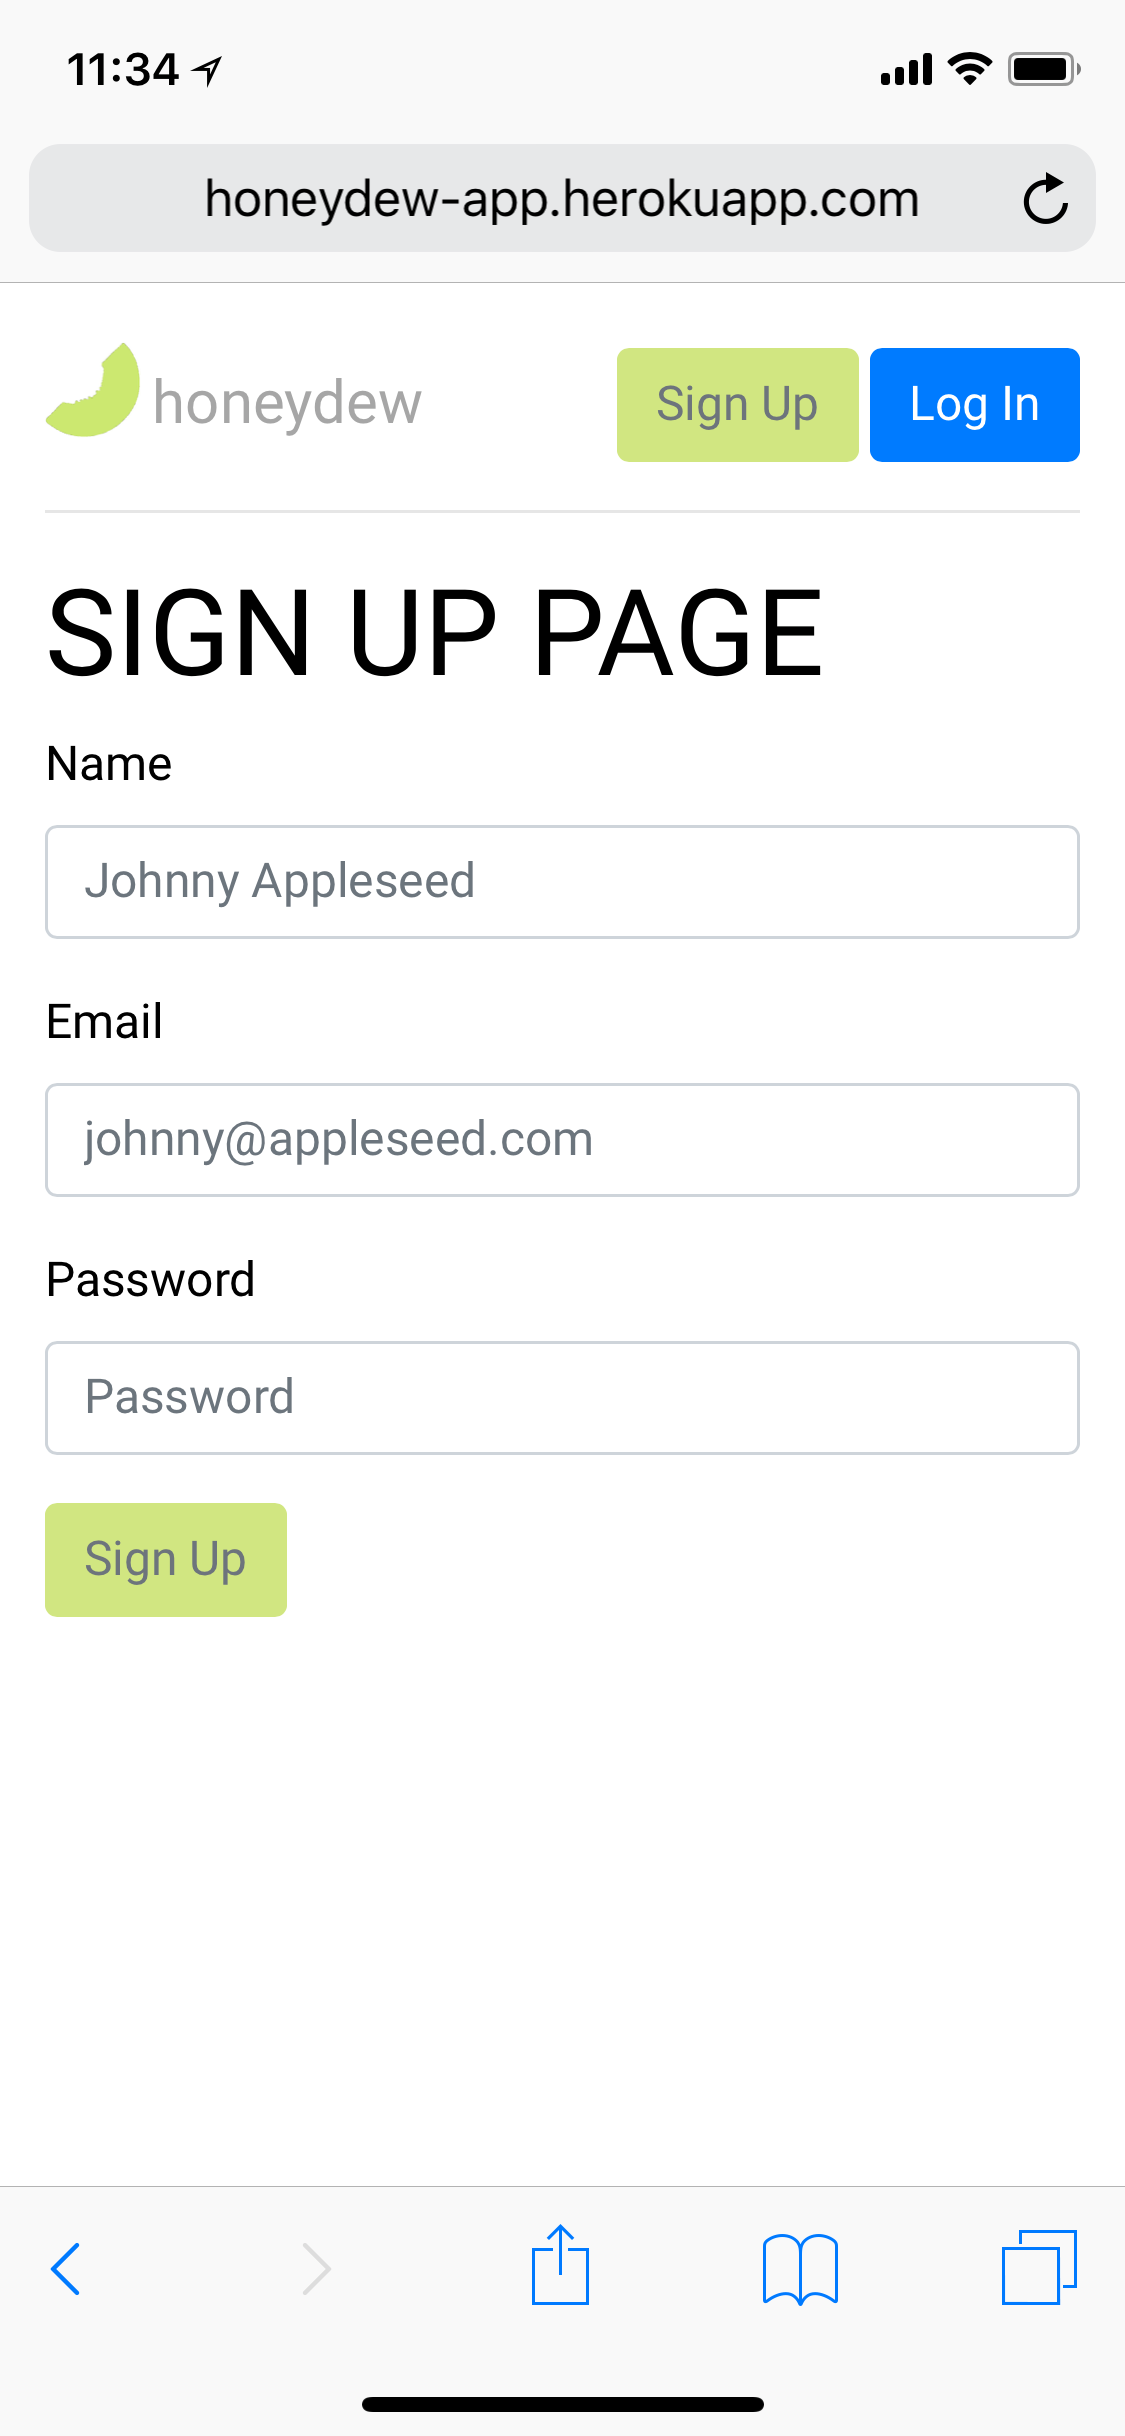 11:34
honeydew-app.herokuapp.com
honeydew Sign Up Log In
SIGN UP PAGE
Name
Johnny Appleseed
Email
johnny@appleseed.com
Password
Password
Sign Up